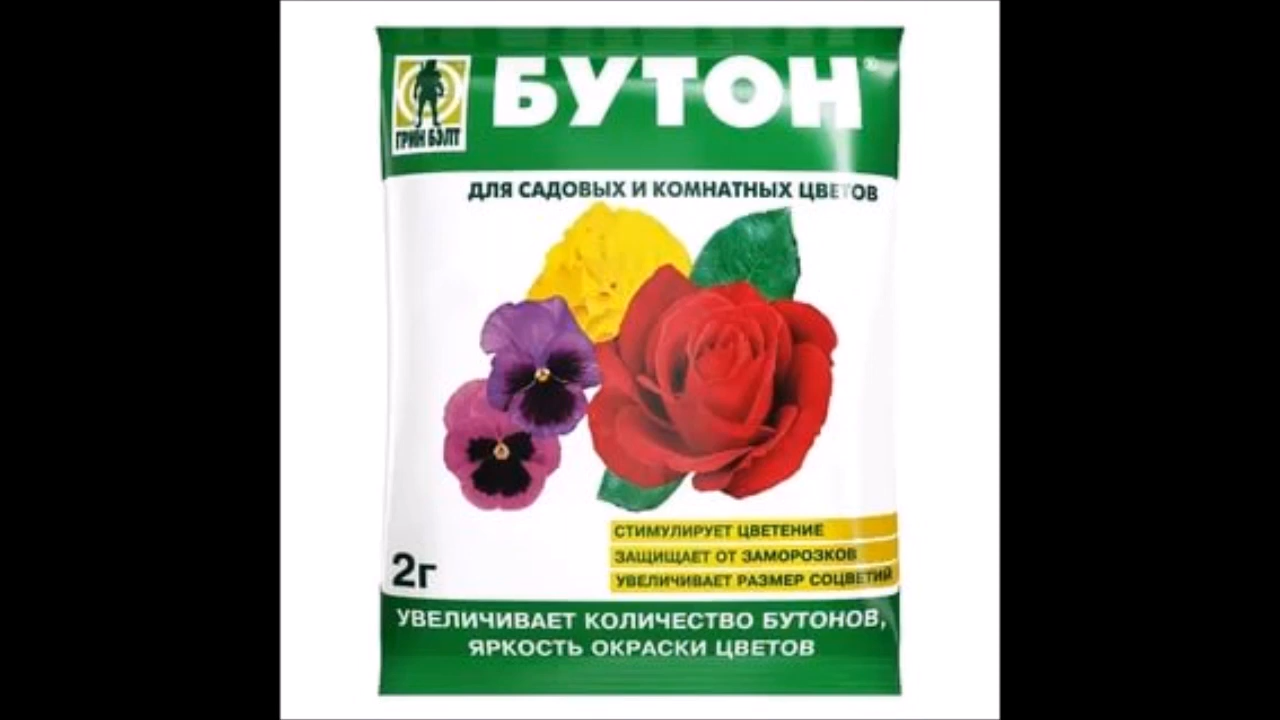 БУТОН®
ГРИН БЭЛТ
ДЛЯ САДОВЫХ И КОМНАТНЫХ ЦВЕТОВ
СТИМУЛИРУЕТ ЦВЕТЕНИЕ
ЗАЩИЩАЕТ ОТ ЗАМОРОЗКОВ
УВЕЛИЧИВАЕТ РАЗМЕР СОЦВЕТИЙ
2г
УВЕЛИЧИВАЕТ КОЛИЧЕСТВО БУТОНОВ,
ЯРКОСТЬ ОКРАСКИ ЦВЕТОВ